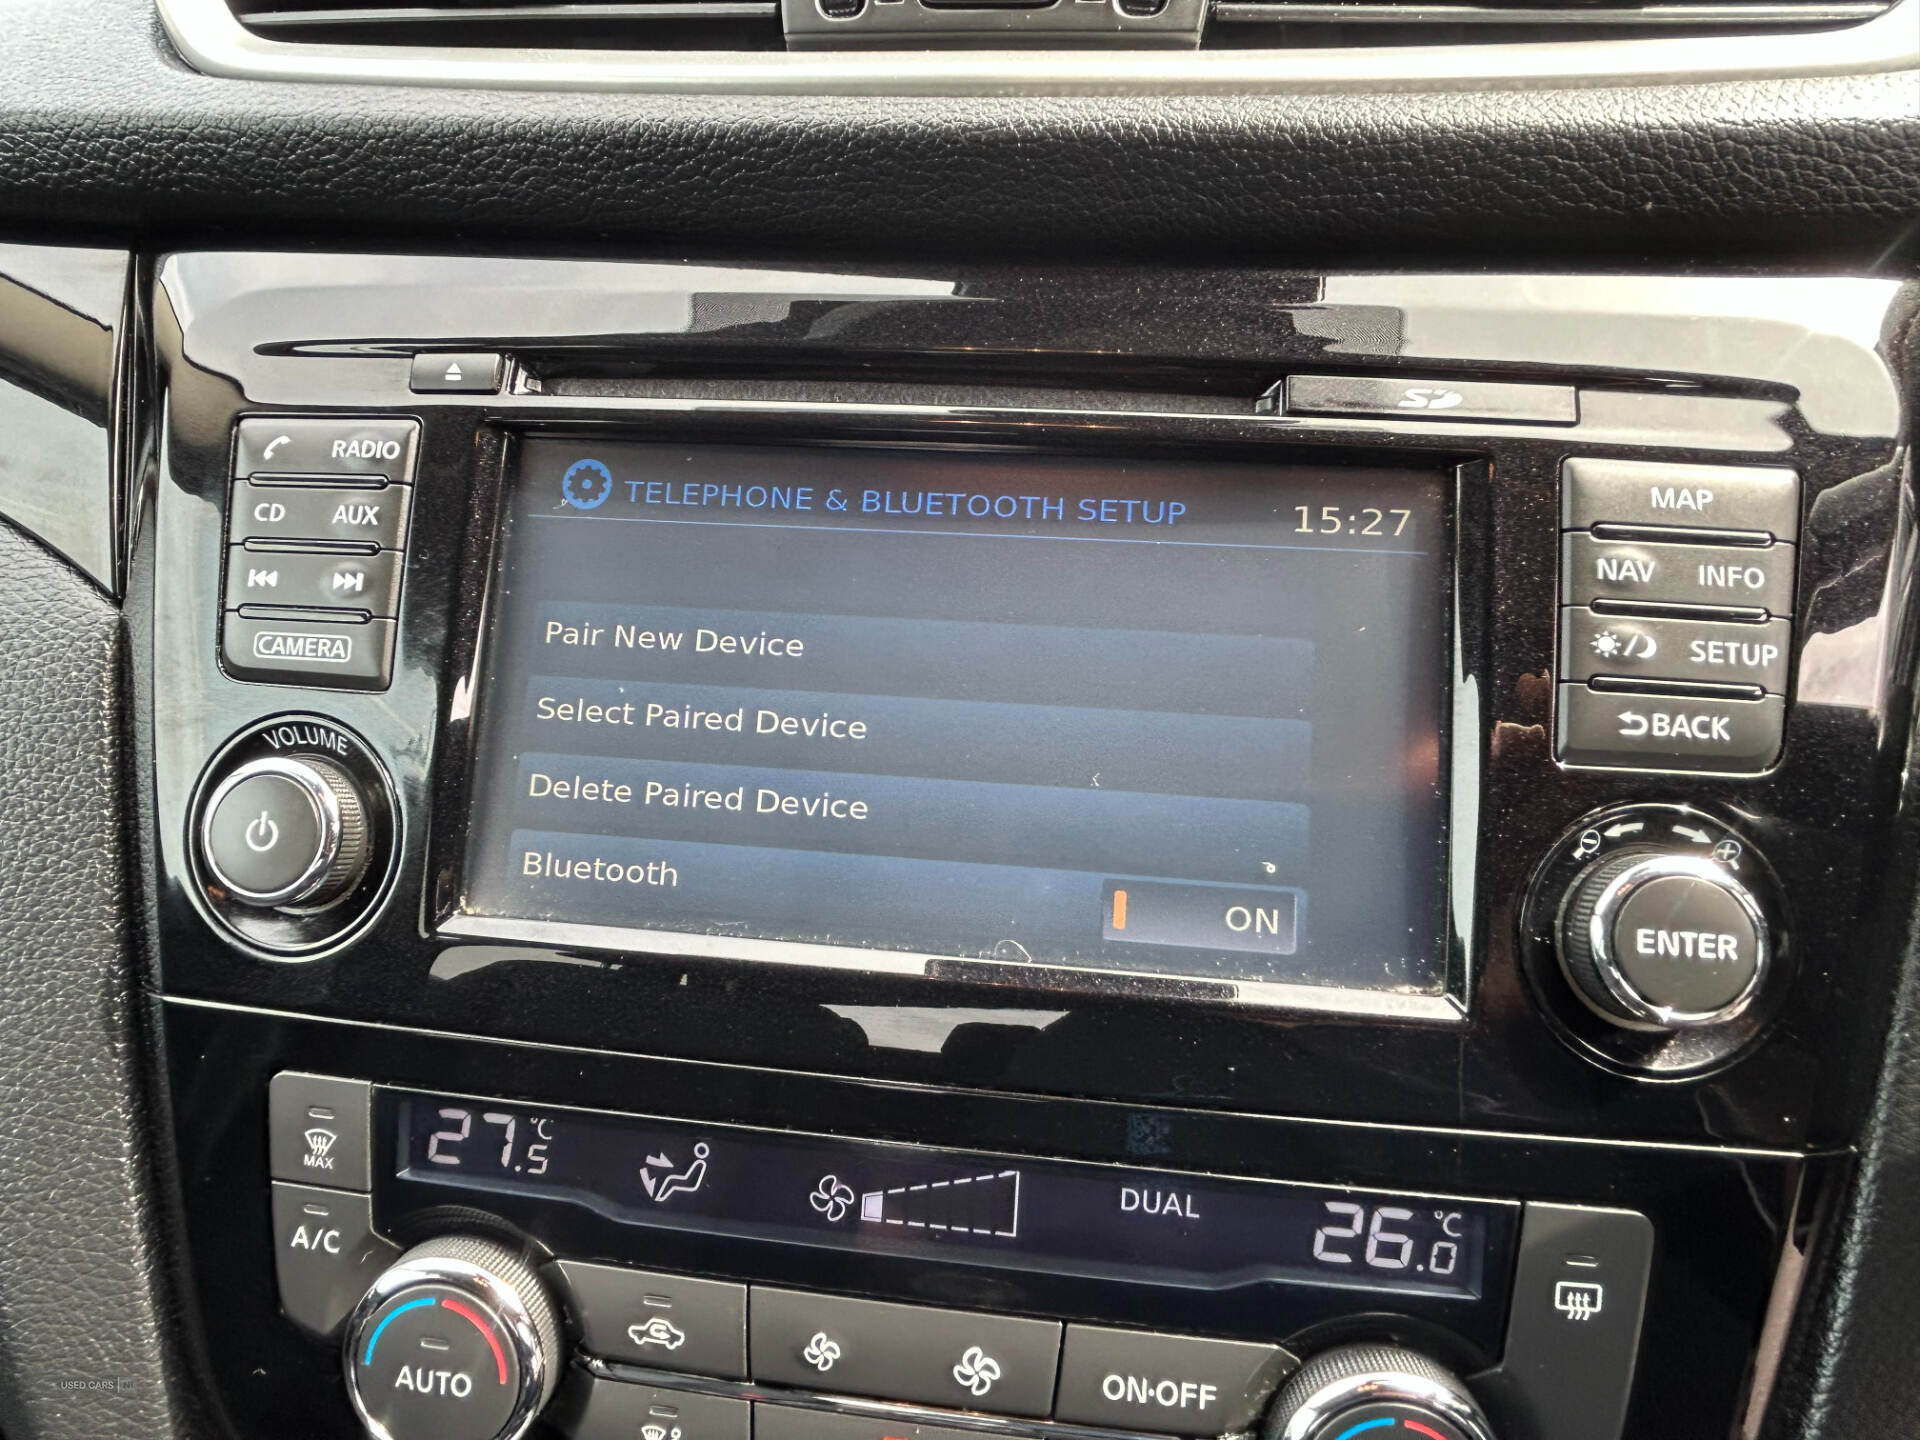 SD
RADIO
CD AUX
CAMERA
VOLUME
TELEPHONE & BLUETOOTH SETUP 15:27
Pair New Device
Select Paired Device
Delete Paired Device
Bluetooth
ON
MAP
NAV INFO
SETUP
BACK
ENTER
27.5 °C
DUAL
26.0 °C
MAX
A/C
AUTO
ON·OFF
USED CARS